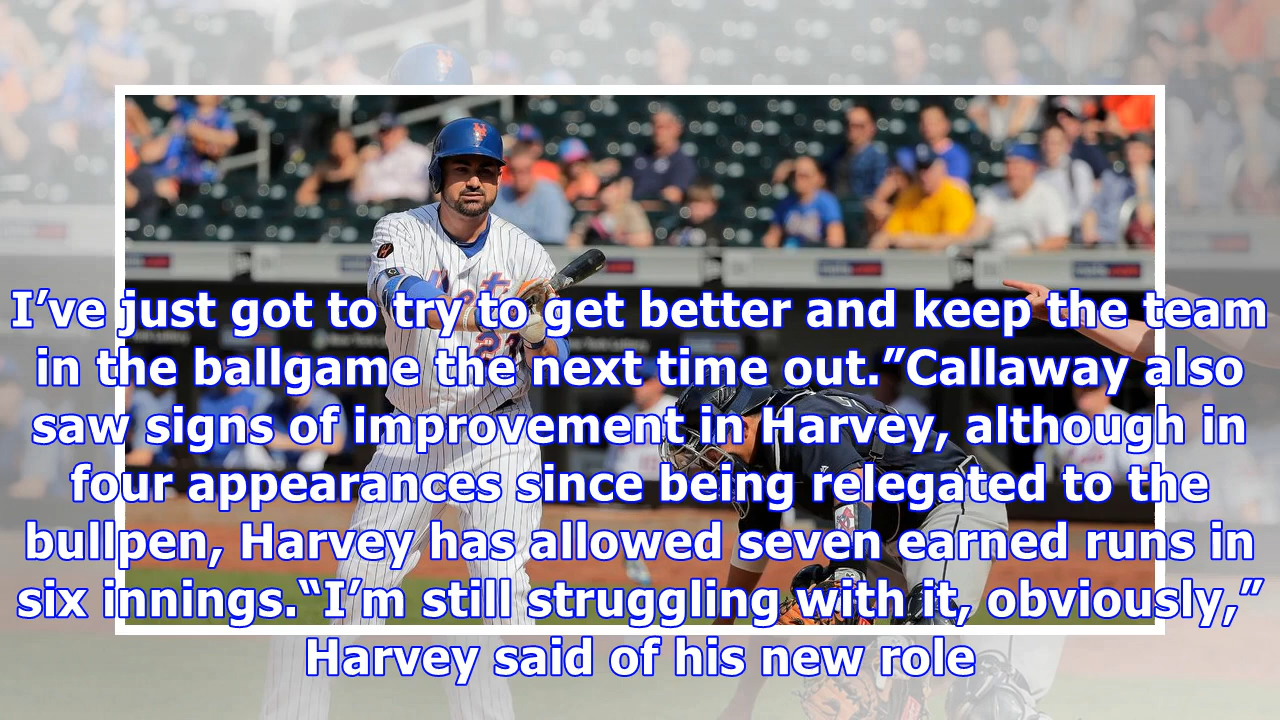 I’ve just got to try to get better and keep the team
in the ballgame the next time out.”Callaway also
saw signs of improvement in Harvey, although in
four appearances since being relegated to the
bullpen, Harvey has allowed seven earned runs in
six innings.“I’m still struggling with it, obviously,”
Harvey said of his new role